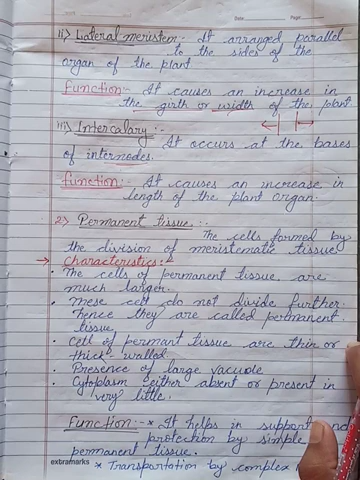 Date
Page
ii) Lateral meristem :- It arranged parallel
to the sides of the
organ of the plant
Function:- It causes an increase in
the girth or width of the plant.
iii) Intercalary :-
It occurs at the bases
of internodes.
Function:- It causes an increase in
length of the plant organ.
2) Permanent tissue :-
The cells formed by
the division of meristematic tissue
→ Characteristics :-
• The cells of permanent tissue are
much larger.
• These cell do not divide further.
hence they are called permanent
tissue
• Cell of permant tissue are thin or
thick - walled
• Presence of large vacuole
• Cytoplasm either absent or present in
very little.
Function :- * It helps in support
protection by simple
permanent tissue.
extramarks
* Transportation by complex